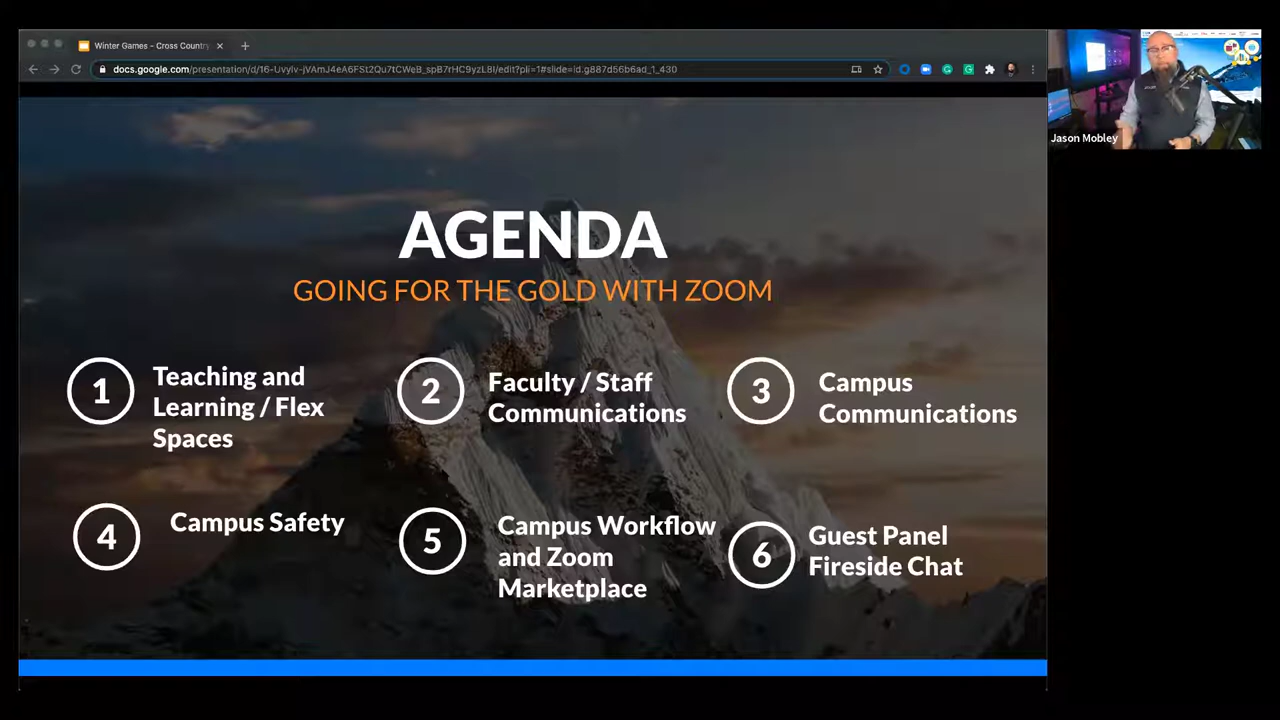 Winter Games - Cross Country
docs.google.com/presentation/d/16-Uvylv-jVAmJ4eA6FSt2Qu7tCWeB_spB7rHC9yzL8I/edit?pli=1#slide=id.g887d56b6ad_1_430
Jason Mobley
AGENDA
GOING FOR THE GOLD WITH ZOOM
1
Teaching and
Learning / Flex
Spaces
2
Faculty / Staff
Communications
3
Campus
Communications
4
Campus Safety
5
Campus Workflow
and Zoom
Marketplace
6
Guest Panel
Fireside Chat